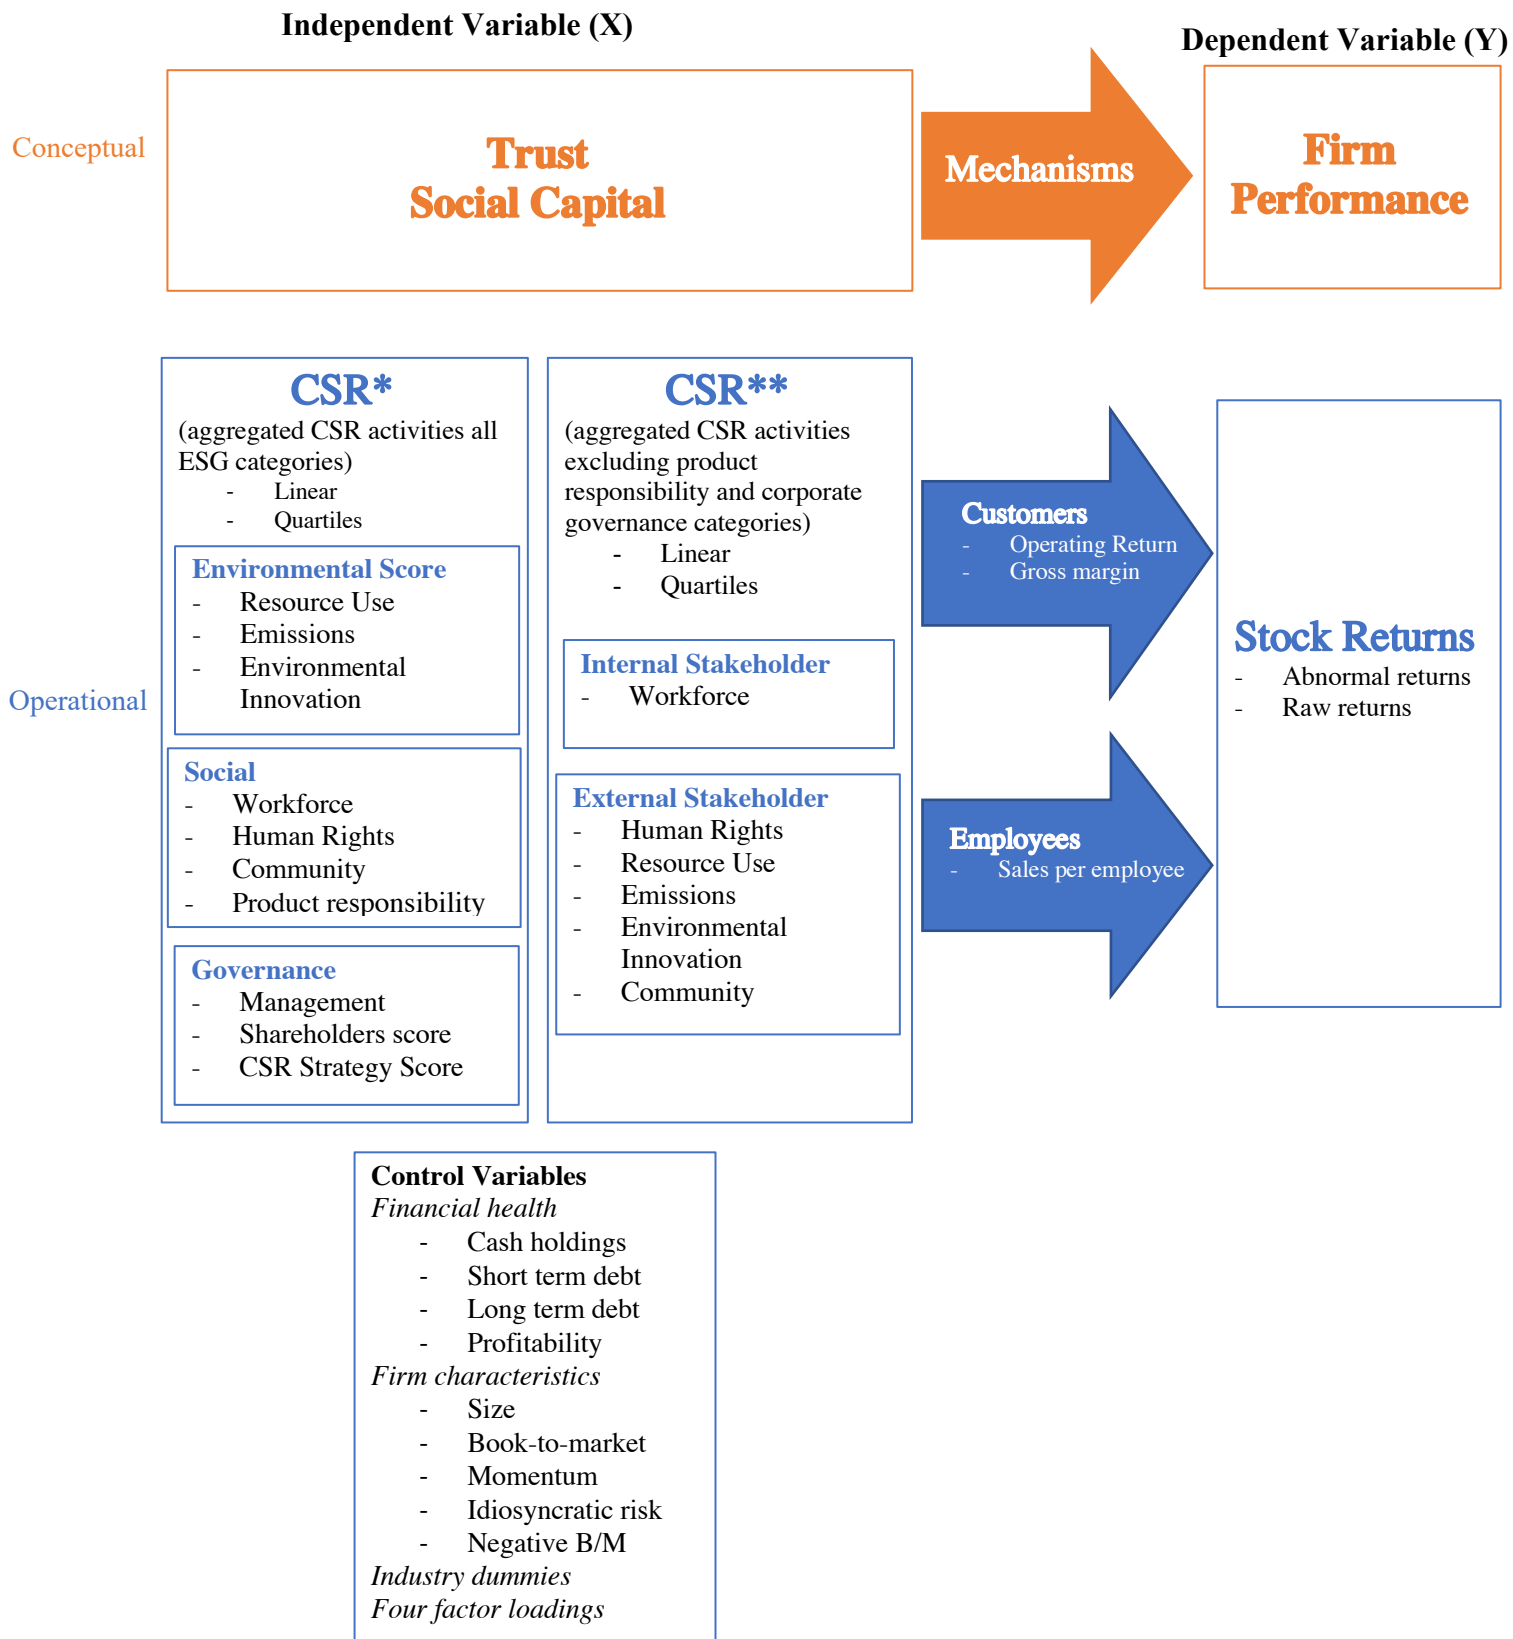 Independent Variable (X)
Dependent Variable (Y)
Conceptual
Trust
Social Capital
Mechanisms
Firm
Performance
Operational
CSR*
(aggregated CSR activities all
ESG categories)
- Linear
- Quartiles
Environmental Score
- Resource Use
- Emissions
- Environmental
Innovation
Social
- Workforce
- Human Rights
- Community
- Product responsibility
Governance
- Management
- Shareholders score
- CSR Strategy Score
CSR**
(aggregated CSR activities
excluding product
responsibility and corporate
governance categories)
- Linear
- Quartiles
Internal Stakeholder
- Workforce
External Stakeholder
- Human Rights
- Resource Use
- Emissions
- Environmental
Innovation
- Community
Customers
- Operating Return
- Gross margin
Employees
- Sales per employee
Stock Returns
- Abnormal returns
- Raw returns
Control Variables
Financial health
- Cash holdings
- Short term debt
- Long term debt
- Profitability
Firm characteristics
- Size
- Book-to-market
- Momentum
- Idiosyncratic risk
- Negative B/M
Industry dummies
Four factor loadings